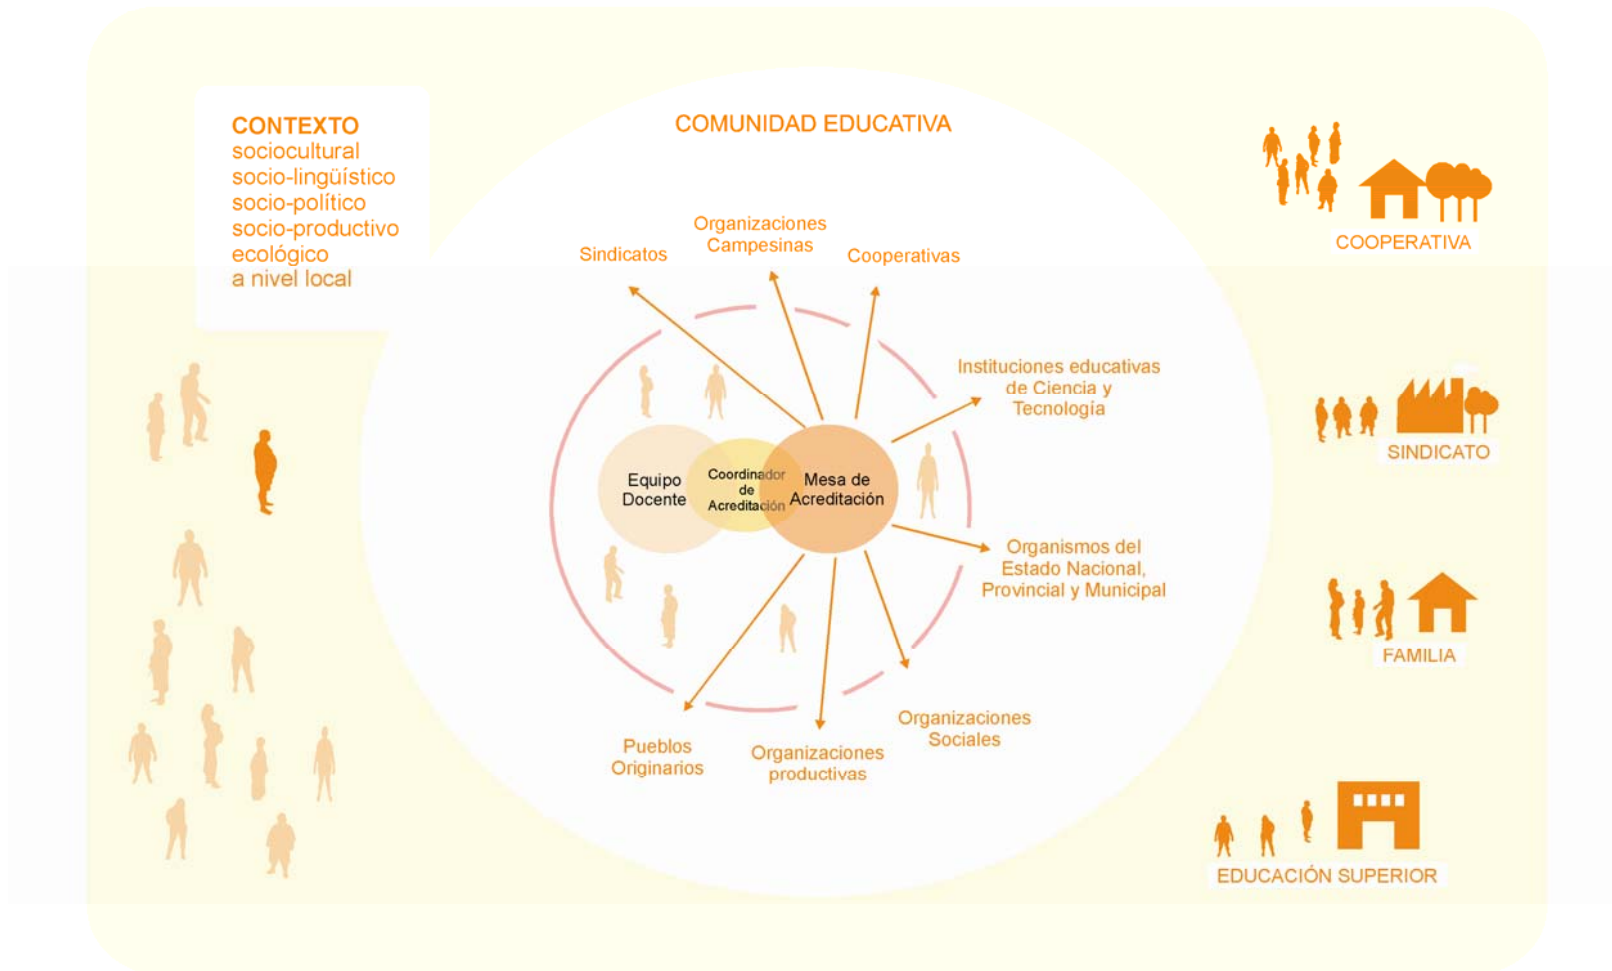 CONTEXTO
sociocultural
socio-lingüístico
socio-político
socio-productivo
ecológico
a nivel local
COMUNIDAD EDUCATIVA
Sindicatos
Organizaciones
Campesinas
Cooperativas
Instituciones educativas
de Ciencia y
Tecnología
Equipo
Docente
Coordinador
de
Acreditación
Mesa de
Acreditación
Organismos del
Estado Nacional,
Provincial y Municipal
Organizaciones
Sociales
Organizaciones
productivas
Pueblos
Originarios
COOPERATIVA
SINDICATO
FAMILIA
EDUCACIÓN SUPERIOR